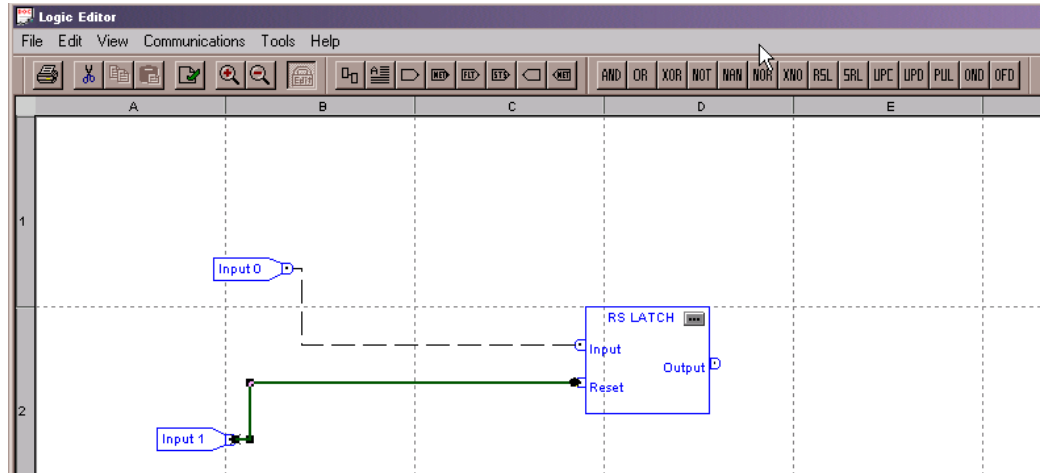 Logic Editor
File Edit View Communications Tools Help
AND OR XOR NOT NAN NOR XNO RSL SRL UPC UPD PUL OND OFD
A B C D E
1
Input 0
RS LATCH
Input
Output
Reset
2
Input 1